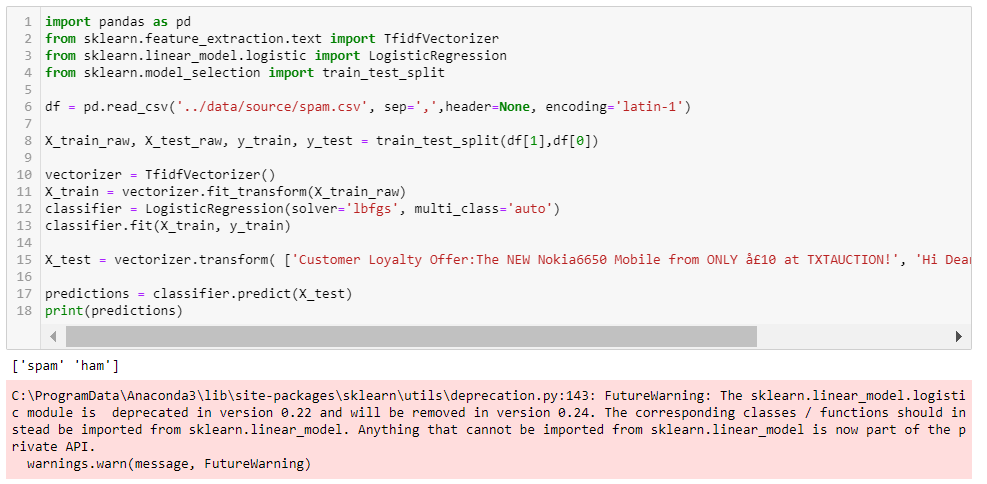 1 import pandas as pd
2 from sklearn.feature_extraction.text import TfidfVectorizer
3 from sklearn.linear_model.logistic import LogisticRegression
4 from sklearn.model_selection import train_test_split
5
6 df = pd.read_csv('../data/source/spam.csv', sep=',',header=None, encoding='latin-1')
7
8 X_train_raw, X_test_raw, y_train, y_test = train_test_split(df[1],df[0])
9
10 vectorizer = TfidfVectorizer()
11 X_train = vectorizer.fit_transform(X_train_raw)
12 classifier = LogisticRegression(solver='lbfgs', multi_class='auto')
13 classifier.fit(X_train, y_train)
14
15 X_test = vectorizer.transform( ['Customer Loyalty Offer:The NEW Nokia6650 Mobile from ONLY å£10 at TXTAUCTION!', 'Hi Dear
16
17 predictions = classifier.predict(X_test)
18 print(predictions)
['spam' 'ham']
C:\ProgramData\Anaconda3\lib\site-packages\sklearn\utils\deprecation.py:143: FutureWarning: The sklearn.linear_model.logisti
c module is  deprecated in version 0.22 and will be removed in version 0.24. The corresponding classes / functions should in
stead be imported from sklearn.linear_model. Anything that cannot be imported from sklearn.linear_model is now part of the p
rivate API.
  warnings.warn(message, FutureWarning)